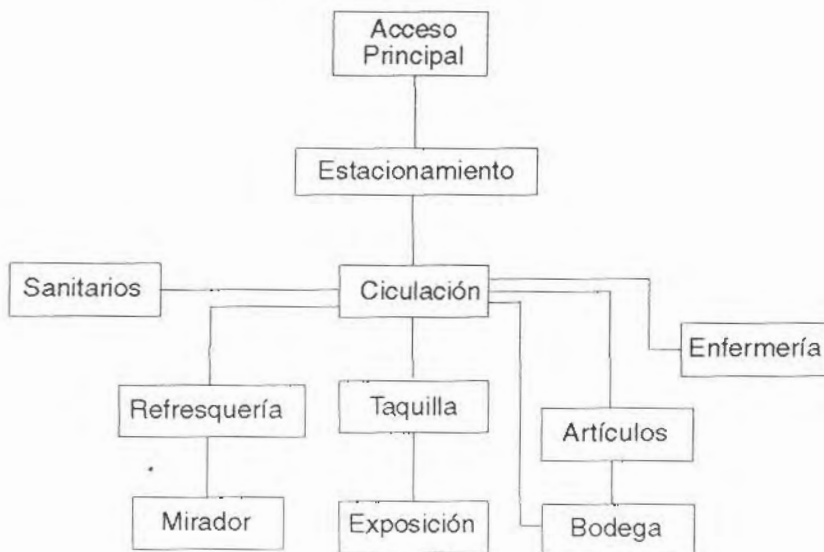 Acceso
Principal
Estacionamiento
Sanitarios
Ciculación
Enfermería
Refresquería
Taquilla
Artículos
Mirador
Exposición
Bodega